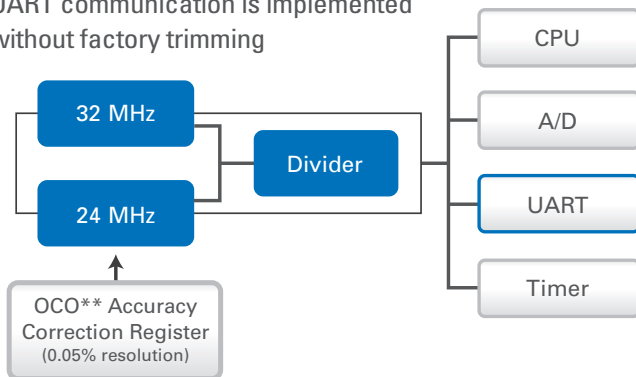 UART communication is implemented
without factory trimming
32 MHz
24 MHz
Divider
OCO** Accuracy
Correction Register
(0.05% resolution)
CPU
A/D
UART
Timer